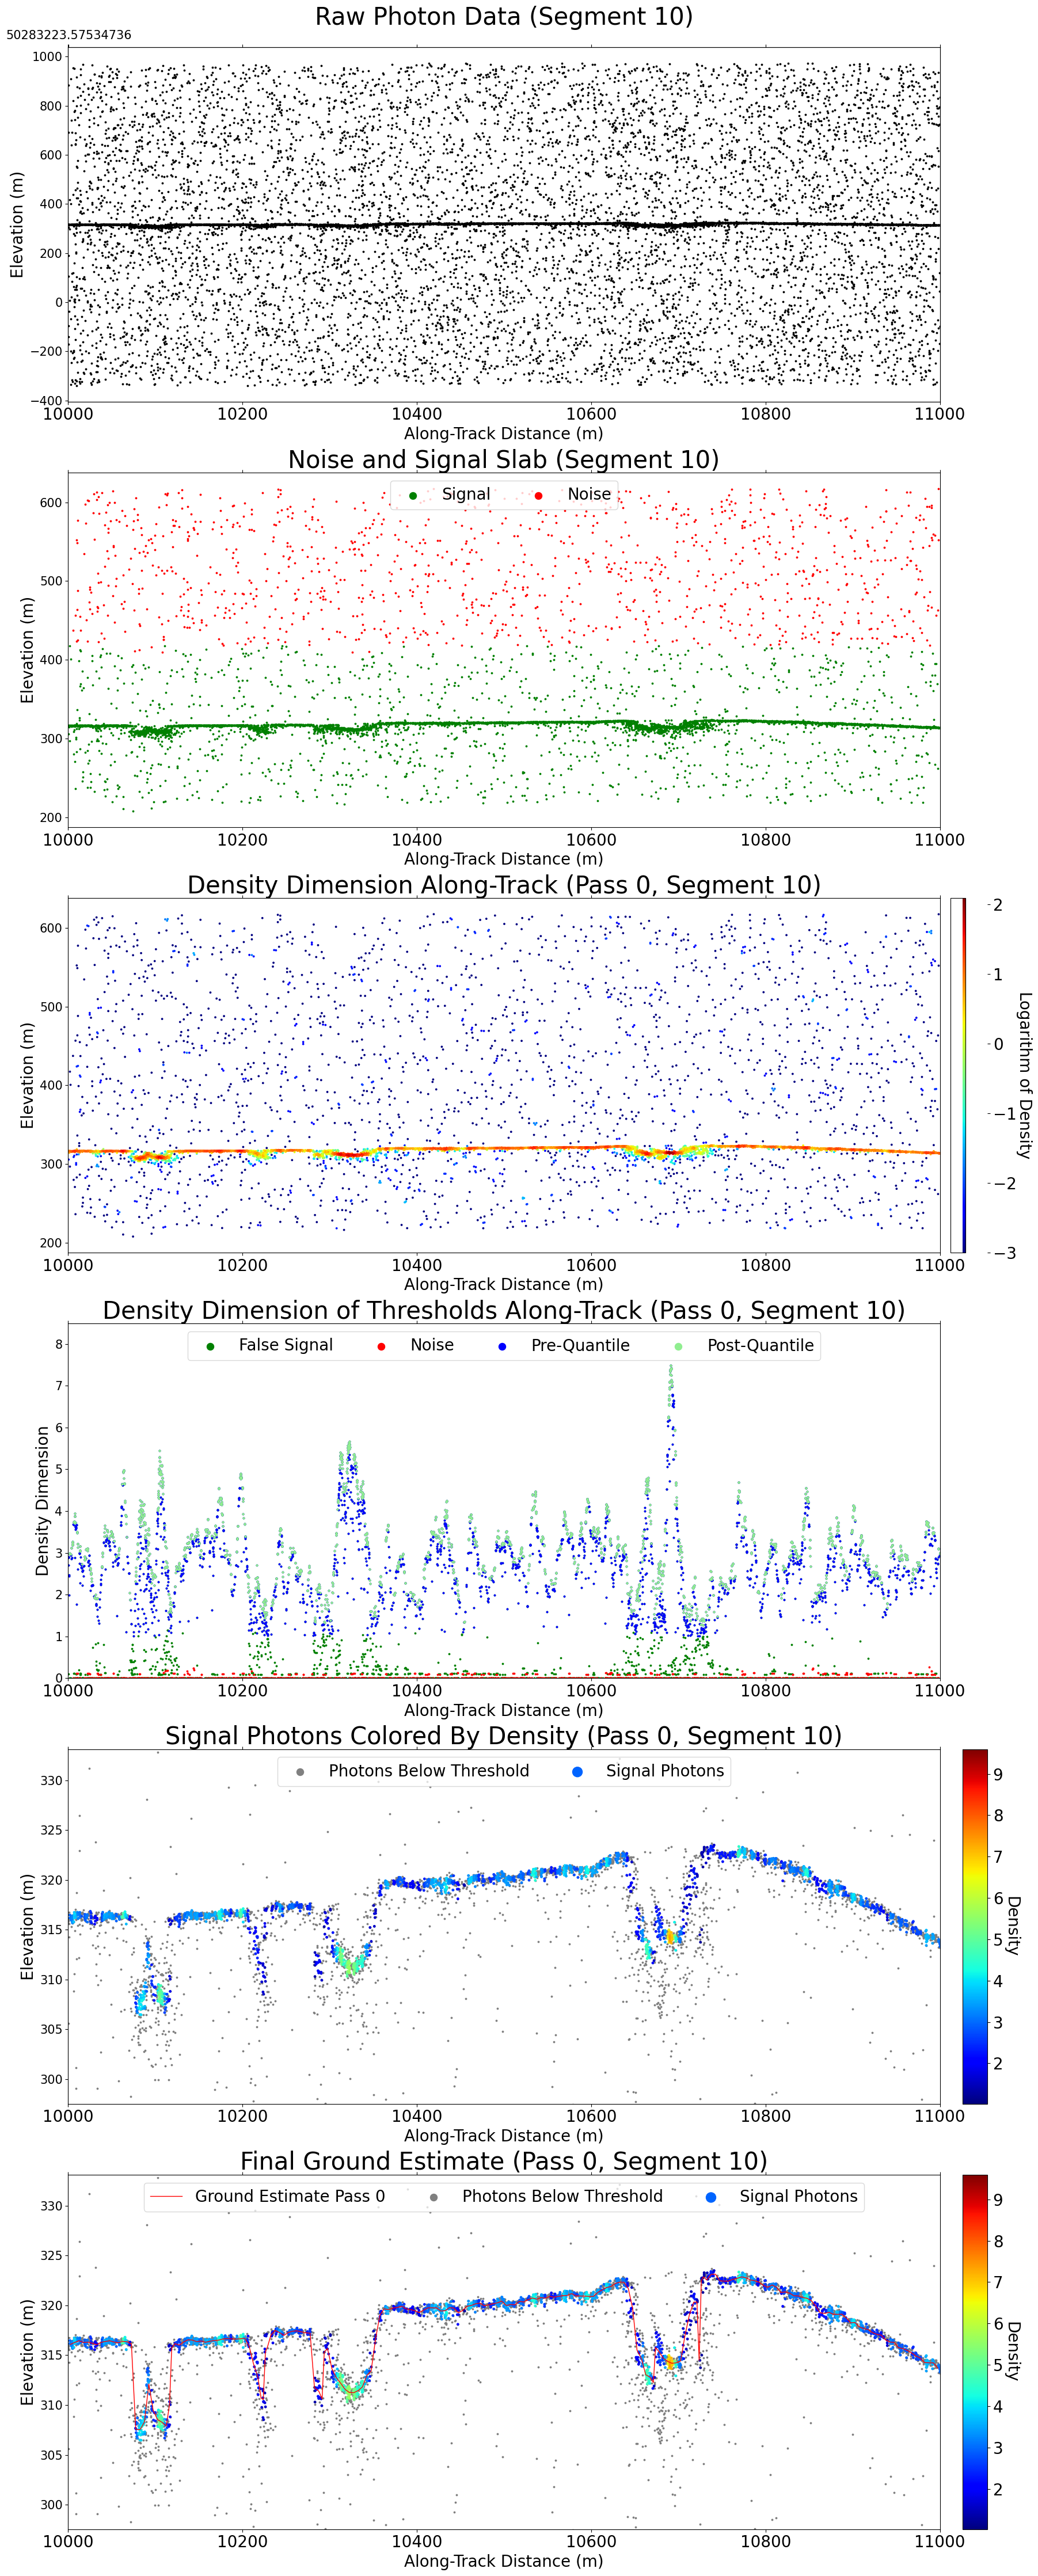 Raw Photon Data (Segment 10)
50283223.57534736
1000
800
600
400
200
0
−200
−400
Elevation (m)
10000 10200 10400 10600 10800 11000
Along-Track Distance (m)
Noise and Signal Slab (Segment 10)
Signal Noise
600
500
400
300
200
Elevation (m)
10000 10200 10400 10600 10800 11000
Along-Track Distance (m)
Density Dimension Along-Track (Pass 0, Segment 10)
600
500
400
300
200
Elevation (m)
10000 10200 10400 10600 10800 11000
Along-Track Distance (m)
2
1
0
−1
−2
−3
Logarithm of Density
Density Dimension of Thresholds Along-Track (Pass 0, Segment 10)
False Signal Noise Pre-Quantile Post-Quantile
8
7
6
5
4
3
2
1
0
Density Dimension
10000 10200 10400 10600 10800 11000
Along-Track Distance (m)
Signal Photons Colored By Density (Pass 0, Segment 10)
Photons Below Threshold Signal Photons
330
325
320
315
310
305
300
Elevation (m)
10000 10200 10400 10600 10800 11000
Along-Track Distance (m)
9
8
7
6
5
4
3
2
Density
Final Ground Estimate (Pass 0, Segment 10)
Ground Estimate Pass 0 Photons Below Threshold Signal Photons
330
325
320
315
310
305
300
Elevation (m)
10000 10200 10400 10600 10800 11000
Along-Track Distance (m)
9
8
7
6
5
4
3
2
Density